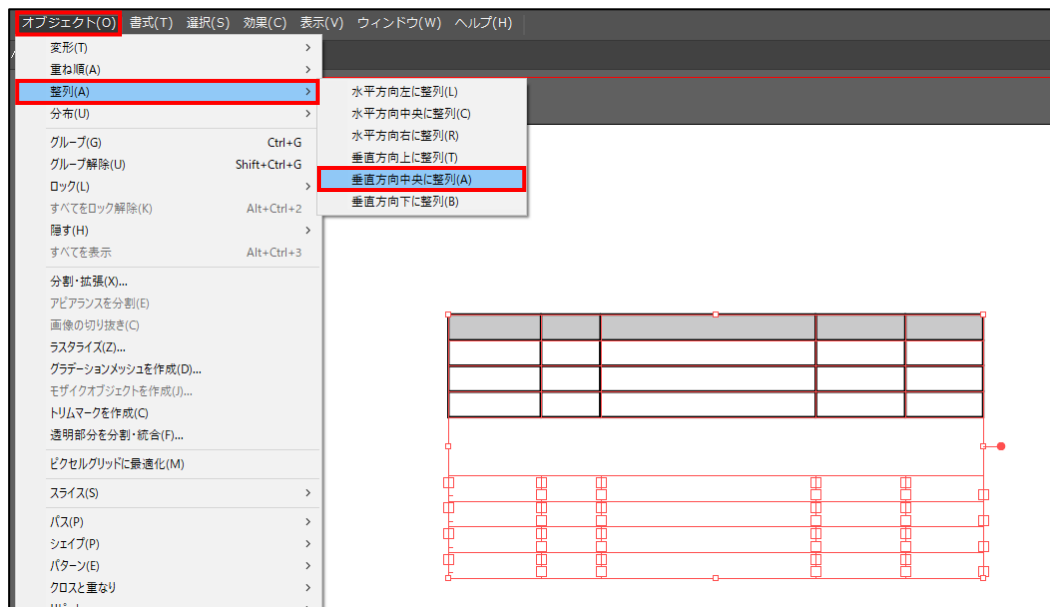 オブジェクト(O) 書式(T) 選択(S) 効果(C) 表示(V) ウィンドウ(W) ヘルプ(H)
変形(T)
重ね順(A)
整列(A)
分布(U)
グループ(G) Ctrl+G
グループ解除(U) Shift+Ctrl+G
ロック(L)
すべてをロック解除(K) Alt+Ctrl+2
隠す(H)
すべてを表示 Alt+Ctrl+3
分割・拡張(X)...
アピアランスを分割(E)
画像の切り抜き(C)
ラスタライズ(Z)...
グラデーションメッシュを作成(D)...
モザイクオブジェクトを作成(J)...
トリムマークを作成(C)
透明部分を分割・統合(F)...
ピクセルグリッドに最適化(M)
スライス(S)
パス(P)
シェイプ(P)
パターン(E)
クロスと重なり
水平方向左に整列(L)
水平方向中央に整列(C)
水平方向右に整列(R)
垂直方向上に整列(T)
垂直方向中央に整列(A)
垂直方向下に整列(B)